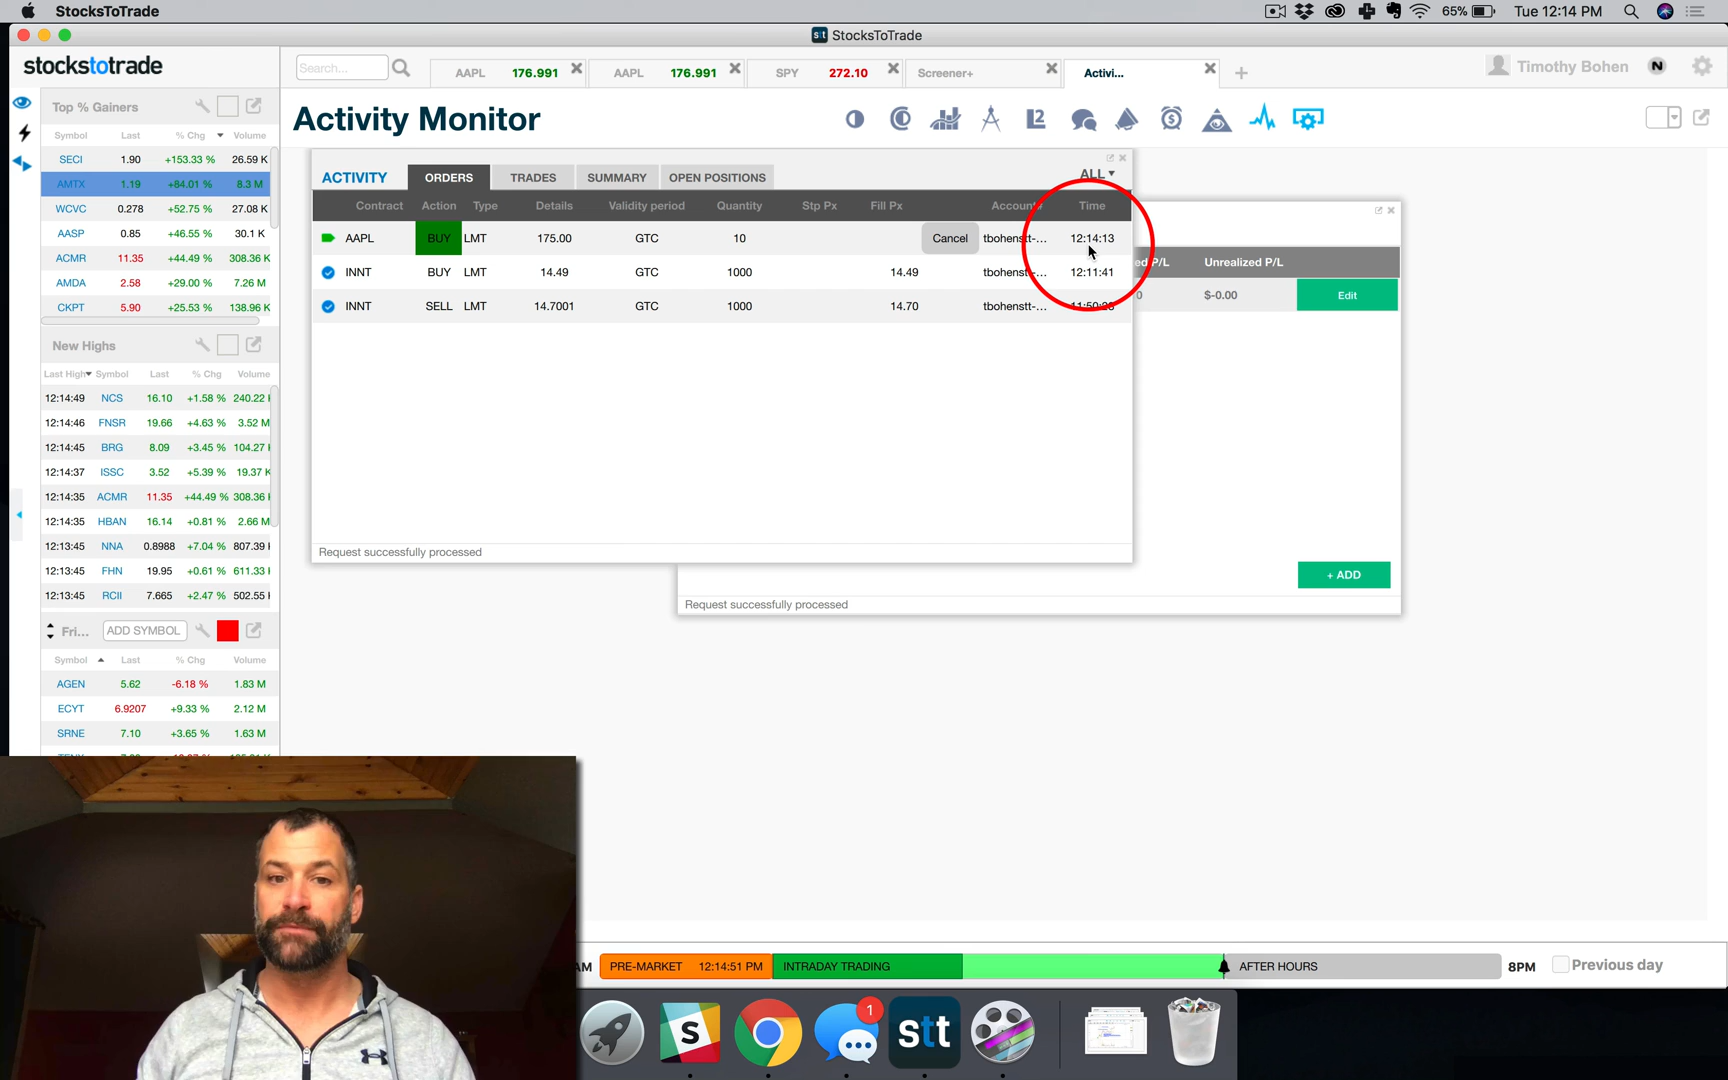 StocksToTrade
65%
Tue 12:14 PM
stt StocksToTrade
stockstotrade
Search...
AAPL 176.991
AAPL 176.991
SPY 272.10
Screener+
Activi...
Timothy Bohen
N
Activity Monitor
L2
Top % Gainers
Symbol Last % Chg Volume
SECI 1.90 +153.33 % 26.59 K
AMTX 1.19 +84.01 % 8.3 M
WCVC 0.278 +52.75 % 27.08 K
AASP 0.85 +46.55 % 30.1 K
ACMR 11.35 +44.49 % 308.36 K
AMDA 2.58 +29.00 % 7.26 M
CKPT 5.90 +25.53 % 138.96 K
New Highs
Last High Symbol Last % Chg Volume
12:14:49 NCS 16.10 +1.58 % 240.22
12:14:46 FNSR 19.66 +4.63 % 3.52 M
12:14:45 BRG 8.09 +3.45 % 104.27
12:14:37 ISSC 3.52 +5.39 % 19.37 K
12:14:35 ACMR 11.35 +44.49 % 308.36
12:14:35 HBAN 16.14 +0.81 % 2.66 M
12:13:45 NNA 0.8988 +7.04 % 807.39
12:13:45 FHN 19.95 +0.61 % 611.33
12:13:45 RCII 7.665 +2.47 % 502.55
Fri... ADD SYMBOL
Symbol Last % Chg Volume
AGEN 5.62 -6.18 % 1.83 M
ECYT 6.9207 +9.33 % 2.12 M
SRNE 7.10 +3.65 % 1.63 M
ACTIVITY ORDERS TRADES SUMMARY OPEN POSITIONS ALL
Contract Action Type Details Validity period Quantity Stp Px Fill Px Account Time
AAPL BUY LMT 175.00 GTC 10 Cancel tbohenstt-... 12:14:13
INNT BUY LMT 14.49 GTC 1000 14.49 tbohenstt-... 12:11:41
INNT SELL LMT 14.7001 GTC 1000 14.70 tbohenstt-...
Request successfully processed
ed P/L Unrealized P/L
0 $-0.00 Edit
+ ADD
Request successfully processed
AM PRE-MARKET 12:14:51 PM INTRADAY TRADING AFTER HOURS 8PM Previous day
S
1
stt